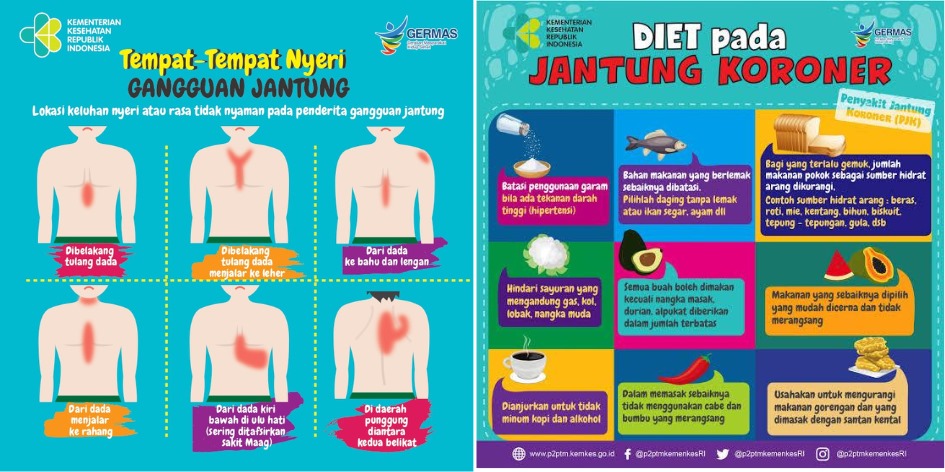 KEMENTERIAN
KESEHATAN
REPUBLIK
INDONESIA
GERMAS
Tempat-Tempat Nyeri
GANGGUAN JANTUNG
Lokasi keluhan nyeri atau rasa tidak nyaman pada penderita gangguan jantung
Dibelakang
tulang dada
Dibelakang
tulang dada
menjalar ke leher
Dari dada
ke bahu dan lengan
Dari dada
menjalar
ke rahang
Dari dada kiri
bawah di ulu hati
(Sering ditafsirkan
sakit Maag)
Di daerah
punggung
diantara
kedua belikat
KEMENTERIAN
KESEHATAN
REPUBLIK
INDONESIA
GERMAS
DIET pada
JANTUNG KORONER
Penyakit Jantung
Koroner (PJK)
Batasi penggunaan garam
bila ada tekanan darah
tinggi (hipertensi)
Bahan makanan yang berlemak
sebaiknya dibatasi.
Pilihlah daging tanpa lemak
atau ikan segar, ayam dll
Bagi yang terlalu gemuk, jumlah
makanan pokok sebagai sumber hidrat
arang dikurangi.
Contoh sumber hidrat arang : beras,
roti, mie, kentang, bihun, biskuit,
tepung - tepungan, gula, dsb
Hindari sayuran yang
mengandung gas, kol,
lobak, nangka muda
Semua buah boleh dimakan
kecuali nangka masak,
durian, alpukat diberikan
dalam jumlah terbatas
Makanan yang sebaiknya dipilih
yang mudah dicerna dan tidak
merangsang
Dianjurkan untuk tidak
minum kopi dan alkohol
Dalam memasak sebaiknya
tidak menggunakan cabe dan
bumbu yang merangsang
Usahakan untuk mengurangi
makanan gorengan dan yang
dimasak dengan santan kental
www.p2ptm.kemkes.go.id
@p2ptmkemenkesRI
@p2ptmkemenkesRI
@p2ptmkemenkesRI